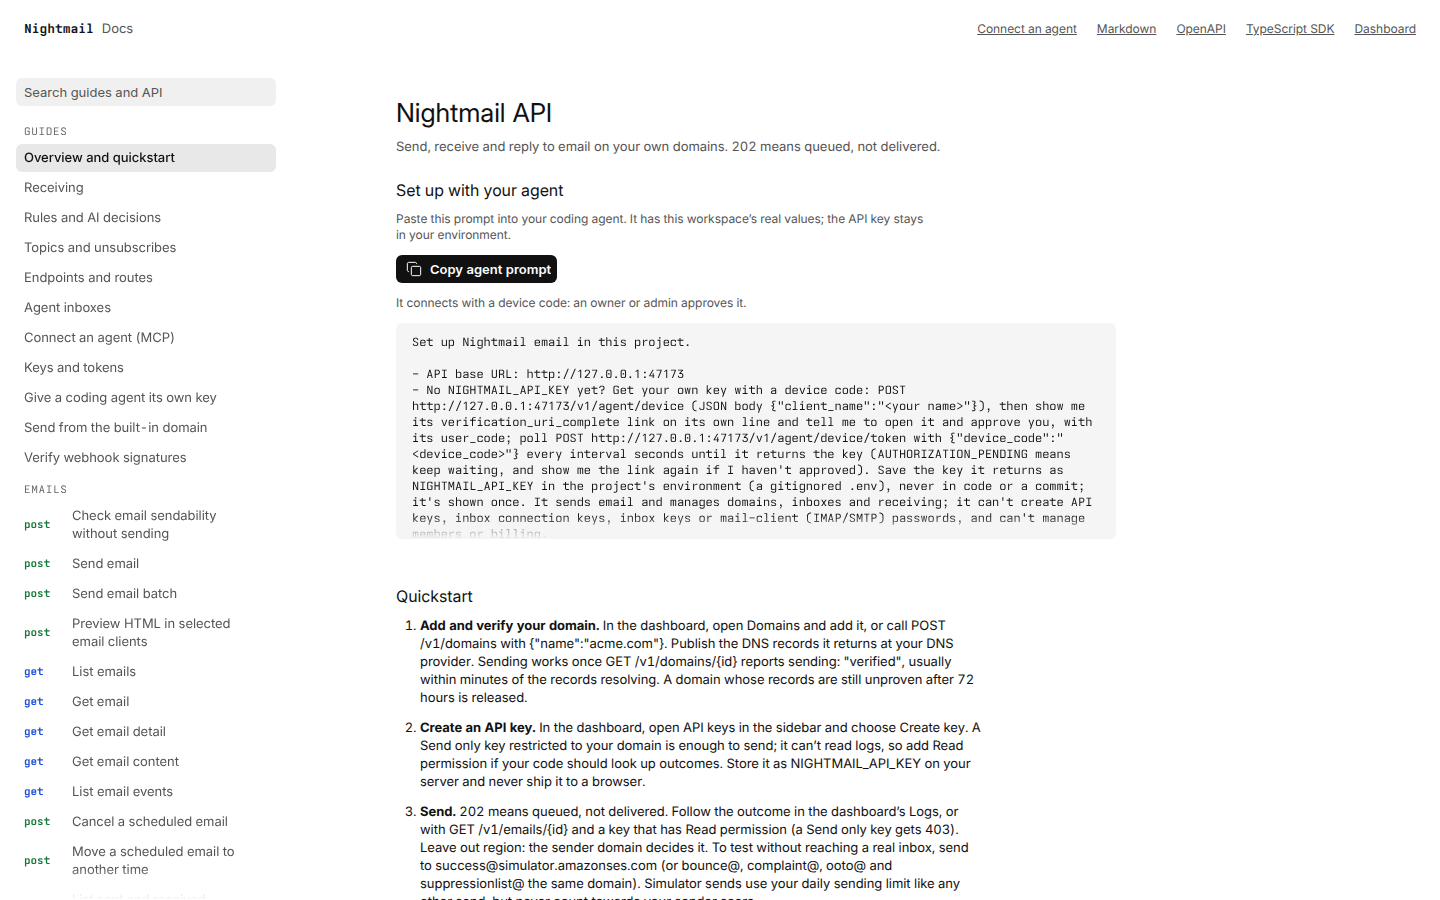 Nightmail Docs
Connect an agent
Markdown
OpenAPI
TypeScript SDK
Dashboard
Search guides and API
GUIDES
Overview and quickstart
Receiving
Rules and AI decisions
Topics and unsubscribes
Endpoints and routes
Agent inboxes
Connect an agent (MCP)
Keys and tokens
Give a coding agent its own key
Send from the built-in domain
Verify webhook signatures
EMAILS
post Check email sendability
without sending
post Send email
post Send email batch
post Preview HTML in selected
email clients
get List emails
get Get email
get Get email detail
get Get email content
get List email events
post Cancel a scheduled email
post Move a scheduled email to
another time
List sent and received
Nightmail API
Send, receive and reply to email on your own domains. 202 means queued, not delivered.
Set up with your agent
Paste this prompt into your coding agent. It has this workspace's real values; the API key stays
in your environment.
Copy agent prompt
It connects with a device code: an owner or admin approves it.
Set up Nightmail email in this project.
- API base URL: http://127.0.0.1:47173
- No NIGHTMAIL_API_KEY yet? Get your own key with a device code: POST
http://127.0.0.1:47173/v1/agent/device (JSON body {"client_name":"<your name>"}), then show me
its verification_uri_complete link on its own line and tell me to open it and approve you, with
its user_code; poll POST http://127.0.0.1:47173/v1/agent/device/token with {"device_code":"
<device_code>"} every interval seconds until it returns the key (AUTHORIZATION_PENDING means
keep waiting, and show me the link again if I haven't approved). Save the key it returns as
NIGHTMAIL_API_KEY in the project's environment (a gitignored .env), never in code or a commit;
it's shown once. It sends email and manages domains, inboxes and receiving; it can't create API
keys, inbox connection keys, inbox keys or mail-client (IMAP/SMTP) passwords, and can't manage
members or billing.
Quickstart
1. Add and verify your domain. In the dashboard, open Domains and add it, or call POST
/v1/domains with {"name":"acme.com"}. Publish the DNS records it returns at your DNS
provider. Sending works once GET /v1/domains/{id} reports sending: "verified", usually
within minutes of the records resolving. A domain whose records are still unproven after 72
hours is released.
2. Create an API key. In the dashboard, open API keys in the sidebar and choose Create key. A
Send only key restricted to your domain is enough to send; it can't read logs, so add Read
permission if your code should look up outcomes. Store it as NIGHTMAIL_API_KEY on your
server and never ship it to a browser.
3. Send. 202 means queued, not delivered. Follow the outcome in the dashboard's Logs, or
with GET /v1/emails/{id} and a key that has Read permission (a Send only key gets 403).
Leave out region: the sender domain decides it. To test without reaching a real inbox, send
to success@simulator.amazonses.com (or bounce@, complaint@, ooto@ and
suppressionlist@ the same domain). Simulator sends use your daily sending limit like any
other send, but never count towards your sender score.